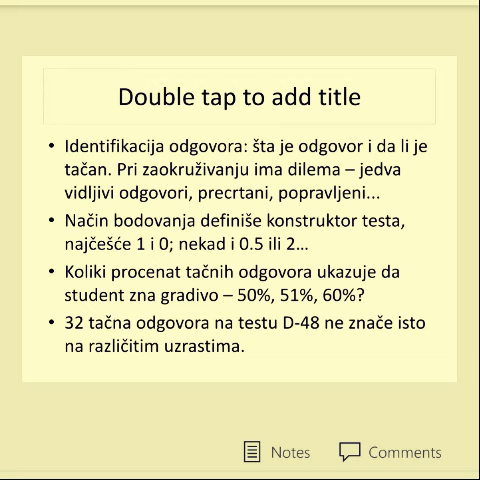 Double tap to add title
• Identifikacija odgovora: šta je odgovor i da li je
tačan. Pri zaokruživanju ima dilema – jedva
vidljivi odgovori, precrtani, popravljeni...
• Način bodovanja definiše konstruktor testa,
najčešće 1 i 0; nekad i 0.5 ili 2...
• Koliki procenat tačnih odgovora ukazuje da
student zna gradivo – 50%, 51%, 60%?
• 32 tačna odgovora na testu D-48 ne znače isto
na različitim uzrastima.
Notes
Comments